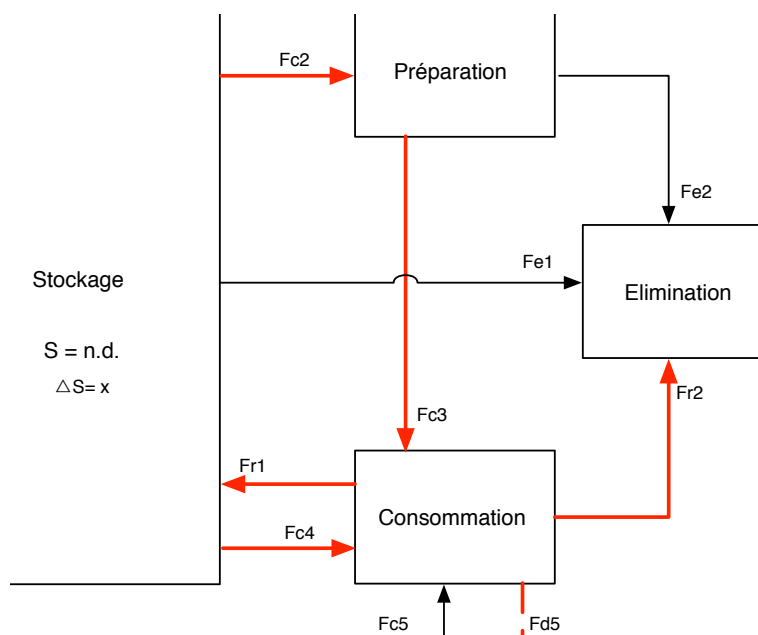 Fc2
Préparation
Fe2
Fe1
Stockage
Elimination
S = n.d.
△S= x
Fr2
Fc3
Fr1
Consommation
Fc4
Fc5
Fd5